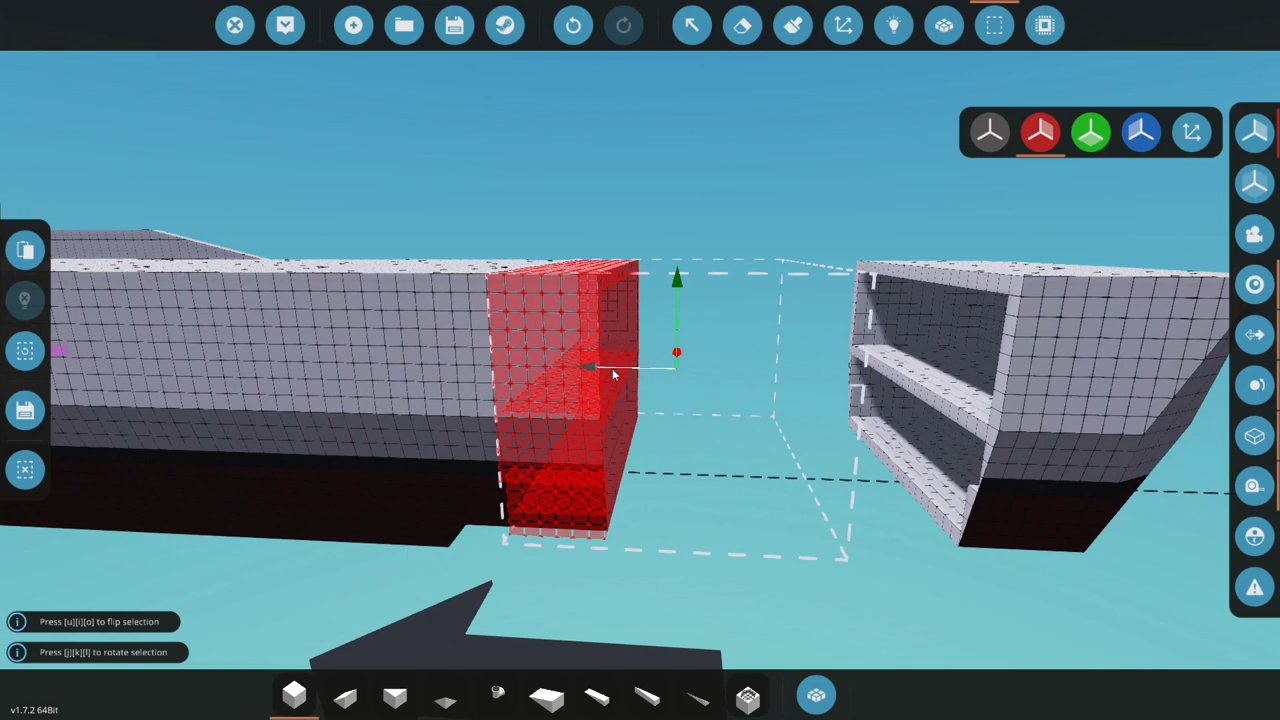 Press [u][i][o] to flip selection
Press [j][k][l] to rotate selection
v1.7.2 64Bit